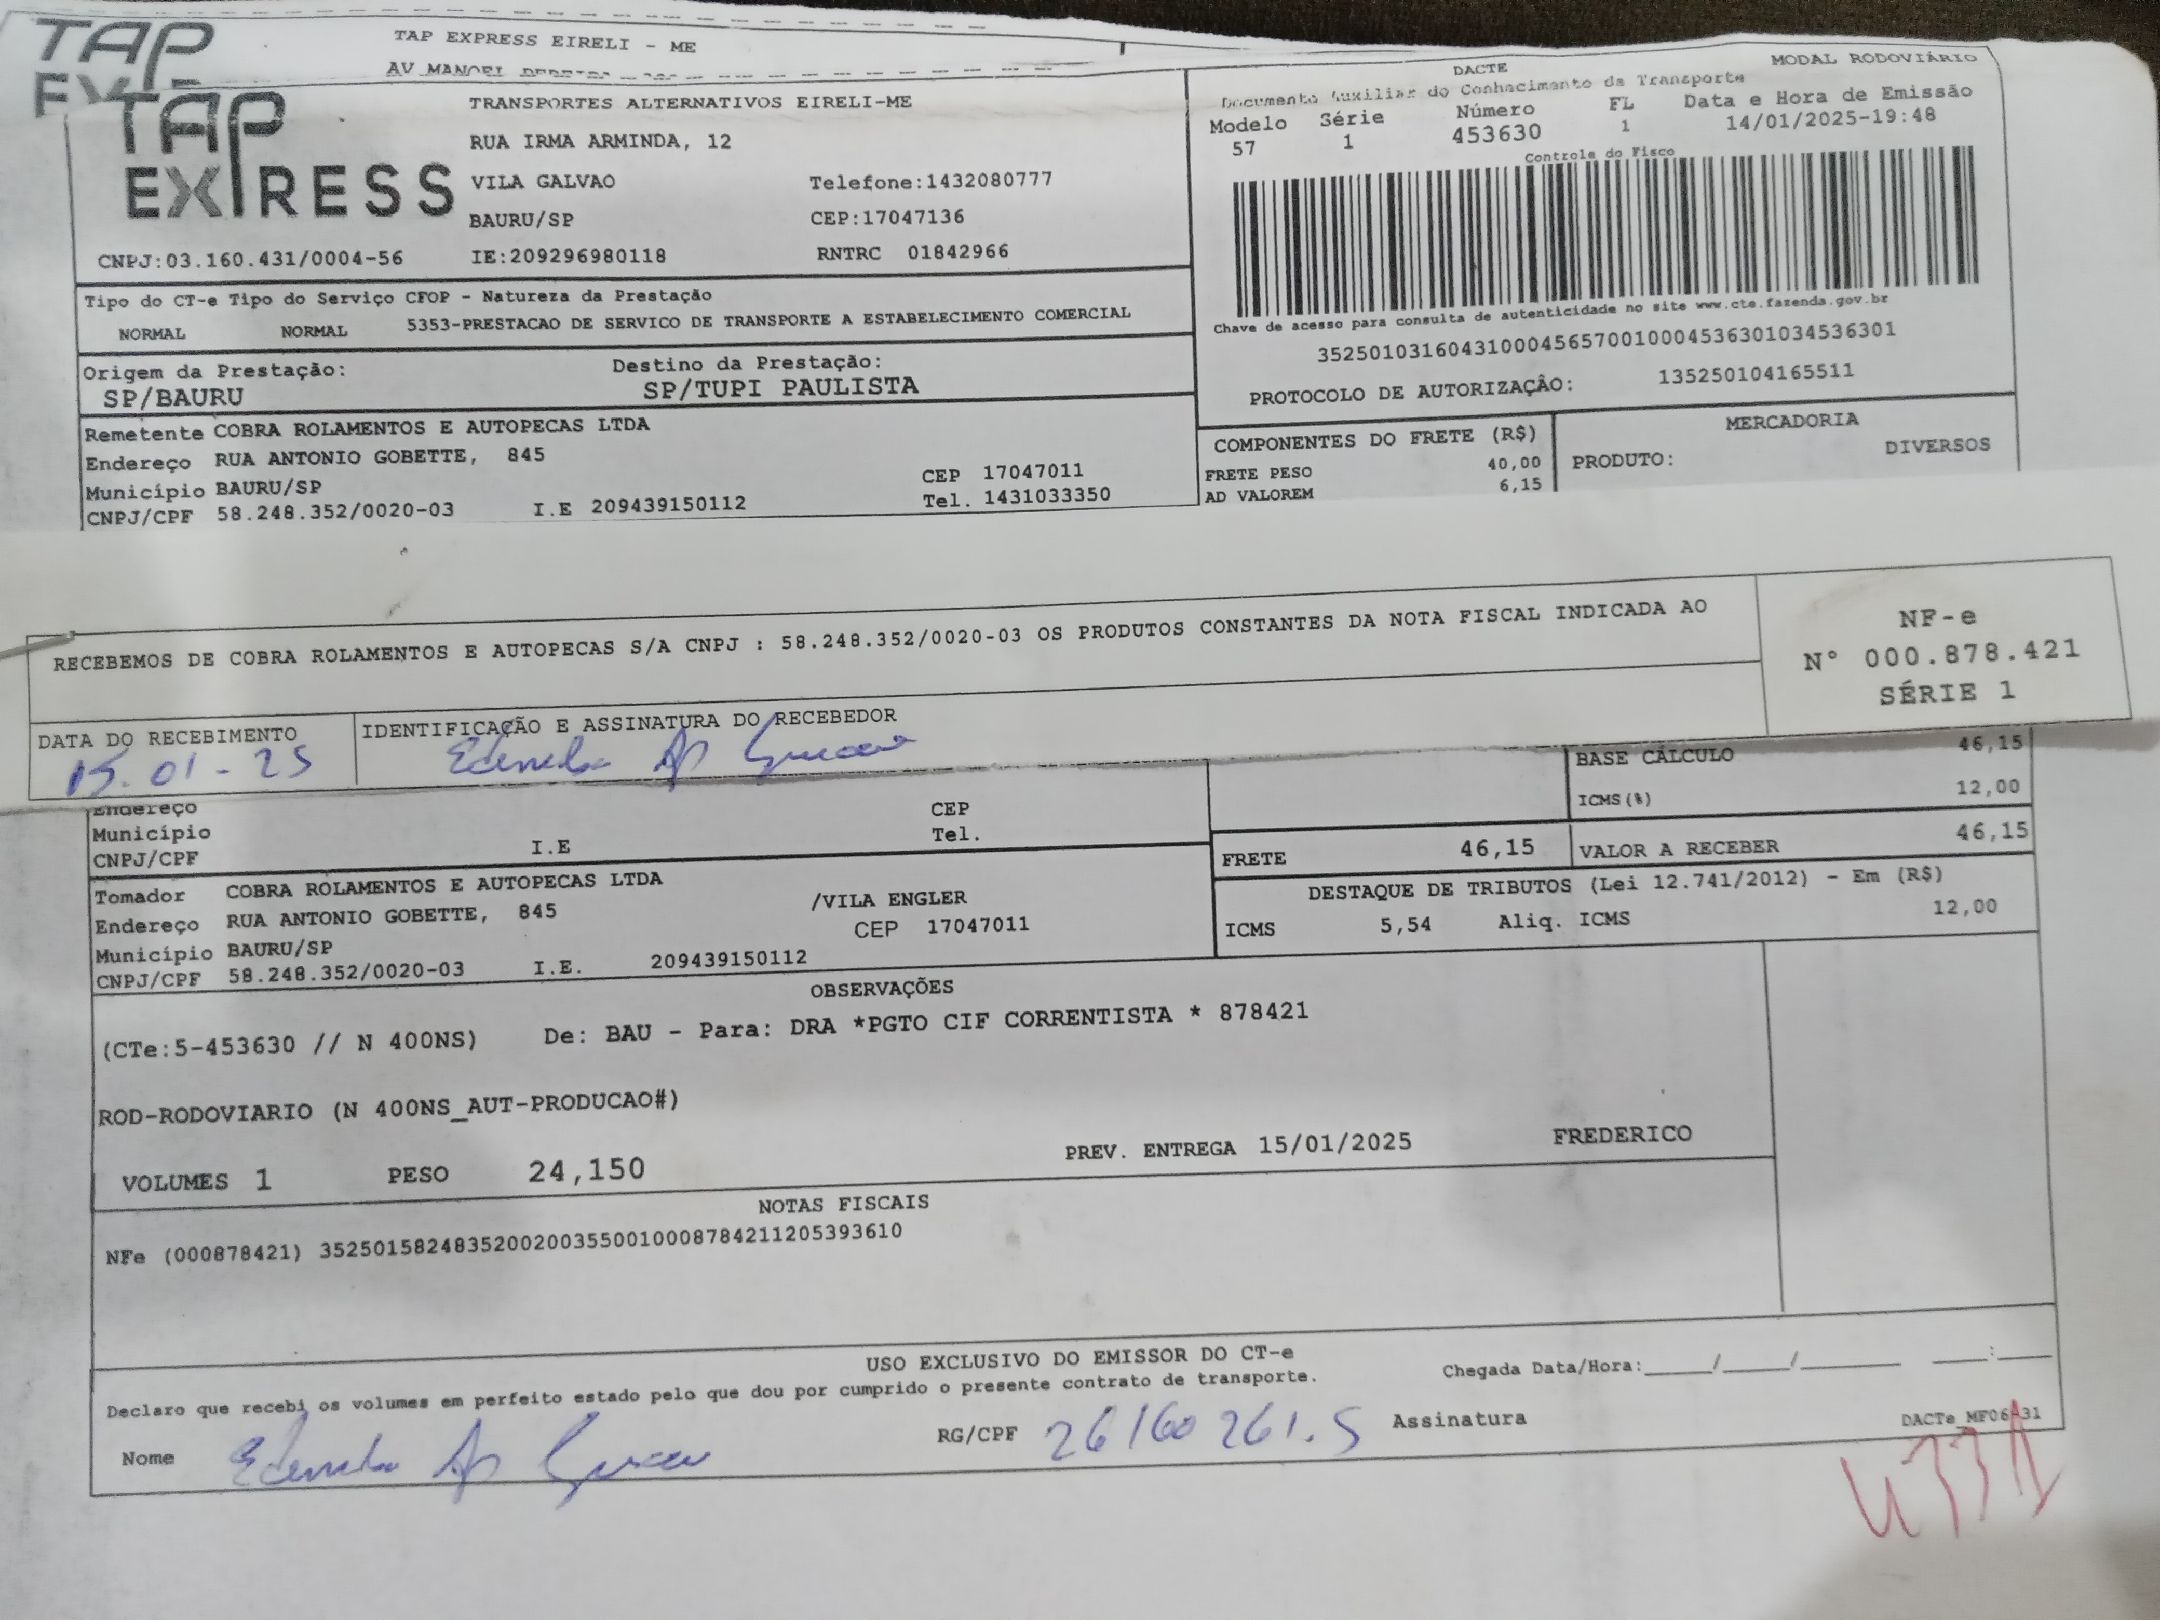 TAP
TAP EXPRESS EIRELI - ME
AV MANOEL
TAP
EXPRESS
TRANSPORTES ALTERNATIVOS EIRELI-ME
RUA IRMA ARMINDA, 12
VILA GALVAO Telefone:1432080777
BAURU/SP CEP:17047136
CNPJ:03.160.431/0004-56 IE:209296980118 RNTRC 01842966
DACTE MODAL RODOVIÁRIO
Documento Auxiliar do Conhecimento de Transporte
Modelo Série Número FL Data e Hora de Emissão
57 1 453630 1 14/01/2025-19:48
Controle do Fisco
Chave de acesso para consulta de autenticidade no site www.cte.fazenda.gov.br
35250103160431000456570010004536301034536301
PROTOCOLO DE AUTORIZAÇÃO: 135250104165511
Tipo do CT-e Tipo do Serviço CFOP - Natureza da Prestação
NORMAL NORMAL 5353-PRESTACAO DE SERVICO DE TRANSPORTE A ESTABELECIMENTO COMERCIAL
Origem da Prestação: Destino da Prestação:
SP/BAURU SP/TUPI PAULISTA
Remetente COBRA ROLAMENTOS E AUTOPECAS LTDA
Endereço RUA ANTONIO GOBETTE, 845
Município BAURU/SP CEP 17047011
CNPJ/CPF 58.248.352/0020-03 I.E 209439150112 Tel. 1431033350
COMPONENTES DO FRETE (R$)
FRETE PESO 40,00
AD VALOREM 6,15
MERCADORIA
PRODUTO: DIVERSOS
RECEBEMOS DE COBRA ROLAMENTOS E AUTOPECAS S/A CNPJ : 58.248.352/0020-03 OS PRODUTOS CONSTANTES DA NOTA FISCAL INDICADA AO
NF-e
N° 000.878.421
SÉRIE 1
DATA DO RECEBIMENTO IDENTIFICAÇÃO E ASSINATURA DO RECEBEDOR
15.01-25
Endereço CEP
Município Tel.
CNPJ/CPF I.E
BASE CÁLCULO 46,15
ICMS(%) 12,00
FRETE 46,15 VALOR A RECEBER 46,15
DESTAQUE DE TRIBUTOS (Lei 12.741/2012) - Em (R$)
ICMS 5,54 Aliq. ICMS 12,00
Tomador COBRA ROLAMENTOS E AUTOPECAS LTDA
Endereço RUA ANTONIO GOBETTE, 845 /VILA ENGLER
Município BAURU/SP CEP 17047011
CNPJ/CPF 58.248.352/0020-03 I.E. 209439150112
OBSERVAÇÕES
(CTe:5-453630 // N 400NS) De: BAU - Para: DRA *PGTO CIF CORRENTISTA * 878421
ROD-RODOVIARIO (N 400NS_AUT-PRODUCAO#)
VOLUMES 1 PESO 24,150 PREV. ENTREGA 15/01/2025 FREDERICO
NOTAS FISCAIS
NFe (000878421) 35250158248352002003550010008784211205393610
USO EXCLUSIVO DO EMISSOR DO CT-e
Declaro que recebi os volumes em perfeito estado pelo que dou por cumprido o presente contrato de transporte. Chegada Data/Hora:____/____/______ ____:____
Nome RG/CPF 26160261.5 Assinatura